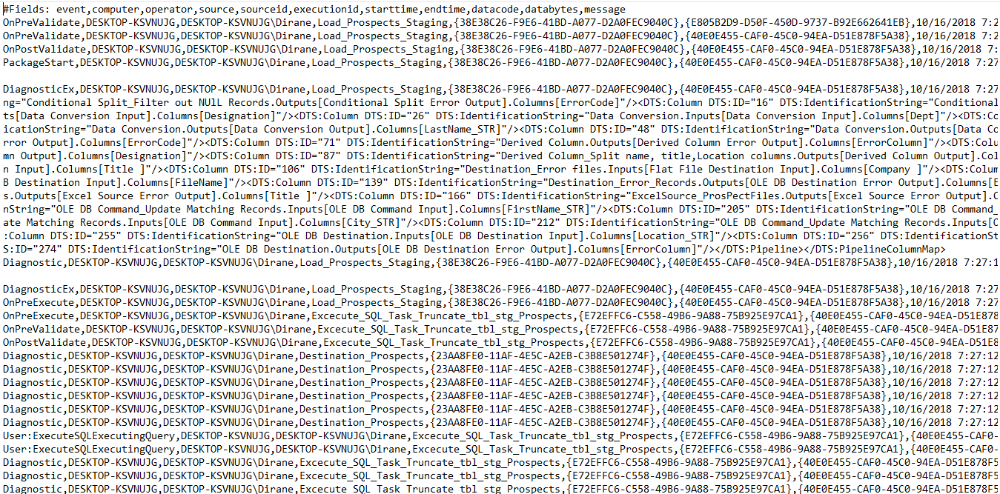 #Fields: event,computer,operator,source,sourceid,executionid,starttime,endtime,datacode,databytes,message
OnPreValidate,DESKTOP-KSVNUJG,DESKTOP-KSVNUJG\Dirane,Load_Prospects_Staging,{38E38C26-F9E6-41BD-A077-D2A0FEC9040C},{E805B2D9-D50F-450D-9737-B92E662641EB},10/16/2018 7:2
OnPreValidate,DESKTOP-KSVNUJG,DESKTOP-KSVNUJG\Dirane,Load_Prospects_Staging,{38E38C26-F9E6-41BD-A077-D2A0FEC9040C},{40E0E455-CAF0-45C0-94EA-D51E878F5A38},10/16/2018 7:2
OnPostValidate,DESKTOP-KSVNUJG,DESKTOP-KSVNUJG\Dirane,Load_Prospects_Staging,{38E38C26-F9E6-41BD-A077-D2A0FEC9040C},{40E0E455-CAF0-45C0-94EA-D51E878F5A38},10/16/2018 7:
PackageStart,DESKTOP-KSVNUJG,DESKTOP-KSVNUJG\Dirane,Load_Prospects_Staging,{38E38C26-F9E6-41BD-A077-D2A0FEC9040C},{40E0E455-CAF0-45C0-94EA-D51E878F5A38},10/16/2018 7:27
DiagnosticEx,DESKTOP-KSVNUJG,DESKTOP-KSVNUJG\Dirane,Load_Prospects_Staging,{38E38C26-F9E6-41BD-A077-D2A0FEC9040C},{40E0E455-CAF0-45C0-94EA-D51E878F5A38},10/16/2018 7:27
ng="Conditional Split_Filter out NUlL Records.Outputs[Conditional Split Error Output].Columns[ErrorCode]"/><DTS:Column DTS:ID="16" DTS:IdentificationString="Conditional
ts[Data Conversion Input].Columns[Designation]"/><DTS:Column DTS:ID="26" DTS:IdentificationString="Data Conversion.Inputs[Data Conversion Input].Columns[Dept]"/><DTS:Co
icationString="Data Conversion.Outputs[Data Conversion Output].Columns[LastName_STR]"/><DTS:Column DTS:ID="48" DTS:IdentificationString="Data Conversion.Outputs[Data Co
rror Output].Columns[ErrorCode]"/><DTS:Column DTS:ID="71" DTS:IdentificationString="Derived Column.Outputs[Derived Column Error Output].Columns[ErrorColumn]"/><DTS:Colu
mn Output].Columns[Designation]"/><DTS:Column DTS:ID="87" DTS:IdentificationString="Derived Column_Split name, title,Location columns.Outputs[Derived Column Output].Col
n Input].Columns[Title ]"/><DTS:Column DTS:ID="106" DTS:IdentificationString="Destination_Error files.Inputs[Flat File Destination Input].Columns[Company ]"/><DTS:Colum
B Destination Input].Columns[FileName]"/><DTS:Column DTS:ID="139" DTS:IdentificationString="Destination_Error_Records.Outputs[OLE DB Destination Error Output].Columns[E
s.Outputs[Excel Source Error Output].Columns[Title ]"/><DTS:Column DTS:ID="166" DTS:IdentificationString="ExcelSource_ProsPectFiles.Outputs[Excel Source Error Output].C
nString="OLE DB Command_Update Matching Records.Inputs[OLE DB Command Input].Columns[FirstName_STR]"/><DTS:Column DTS:ID="205" DTS:IdentificationString="OLE DB Command_
ate Matching Records.Inputs[OLE DB Command Input].Columns[City_STR]"/><DTS:Column DTS:ID="212" DTS:IdentificationString="OLE DB Command_Update Matching Records.Inputs[O
:Column DTS:ID="255" DTS:IdentificationString="OLE DB Destination.Inputs[OLE DB Destination Input].Columns[Location_STR]"/><DTS:Column DTS:ID="256" DTS:IdentificationSt
S:ID="274" DTS:IdentificationString="OLE DB Destination.Outputs[OLE DB Destination Error Output].Columns[ErrorColumn]"/></DTS:Pipeline></DTS:PipelineColumnMap>
Diagnostic,DESKTOP-KSVNUJG,DESKTOP-KSVNUJG\Dirane,Load_Prospects_Staging,{38E38C26-F9E6-41BD-A077-D2A0FEC9040C},{40E0E455-CAF0-45C0-94EA-D51E878F5A38},10/16/2018 7:27:1
DiagnosticEx,DESKTOP-KSVNUJG,DESKTOP-KSVNUJG\Dirane,Load_Prospects_Staging,{38E38C26-F9E6-41BD-A077-D2A0FEC9040C},{40E0E455-CAF0-45C0-94EA-D51E878F5A38},10/16/2018 7:27
OnPreExecute,DESKTOP-KSVNUJG,DESKTOP-KSVNUJG\Dirane,Load_Prospects_Staging,{38E38C26-F9E6-41BD-A077-D2A0FEC9040C},{40E0E455-CAF0-45C0-94EA-D51E878F5A38},10/16/2018 7:27
OnPreExecute,DESKTOP-KSVNUJG,DESKTOP-KSVNUJG\Dirane,Excecute_SQL_Task_Truncate_tbl_stg_Prospects,{E72EFFC6-C558-49B6-9A88-75B925E97CA1},{40E0E455-CAF0-45C0-94EA-D51E878
OnPreValidate,DESKTOP-KSVNUJG,DESKTOP-KSVNUJG\Dirane,Excecute_SQL_Task_Truncate_tbl_stg_Prospects,{E72EFFC6-C558-49B6-9A88-75B925E97CA1},{40E0E455-CAF0-45C0-94EA-D51E87
OnPostValidate,DESKTOP-KSVNUJG,DESKTOP-KSVNUJG\Dirane,Excecute_SQL_Task_Truncate_tbl_stg_Prospects,{E72EFFC6-C558-49B6-9A88-75B925E97CA1},{40E0E455-CAF0-45C0-94EA-D51E8
Diagnostic,DESKTOP-KSVNUJG,DESKTOP-KSVNUJG\Dirane,Destination_Prospects,{23AA8FE0-11AF-4E5C-A2EB-C3B8E501274F},{40E0E455-CAF0-45C0-94EA-D51E878F5A38},10/16/2018 7:27:12
Diagnostic,DESKTOP-KSVNUJG,DESKTOP-KSVNUJG\Dirane,Destination_Prospects,{23AA8FE0-11AF-4E5C-A2EB-C3B8E501274F},{40E0E455-CAF0-45C0-94EA-D51E878F5A38},10/16/2018 7:27:12
Diagnostic,DESKTOP-KSVNUJG,DESKTOP-KSVNUJG\Dirane,Destination_Prospects,{23AA8FE0-11AF-4E5C-A2EB-C3B8E501274F},{40E0E455-CAF0-45C0-94EA-D51E878F5A38},10/16/2018 7:27:12
Diagnostic,DESKTOP-KSVNUJG,DESKTOP-KSVNUJG\Dirane,Destination_Prospects,{23AA8FE0-11AF-4E5C-A2EB-C3B8E501274F},{40E0E455-CAF0-45C0-94EA-D51E878F5A38},10/16/2018 7:27:12
Diagnostic,DESKTOP-KSVNUJG,DESKTOP-KSVNUJG\Dirane,Destination_Prospects,{23AA8FE0-11AF-4E5C-A2EB-C3B8E501274F},{40E0E455-CAF0-45C0-94EA-D51E878F5A38},10/16/2018 7:27:12
Diagnostic,DESKTOP-KSVNUJG,DESKTOP-KSVNUJG\Dirane,Destination_Prospects,{23AA8FE0-11AF-4E5C-A2EB-C3B8E501274F},{40E0E455-CAF0-45C0-94EA-D51E878F5A38},10/16/2018 7:27:12
User:ExecuteSQLExecutingQuery,DESKTOP-KSVNUJG,DESKTOP-KSVNUJG\Dirane,Excecute_SQL_Task_Truncate_tbl_stg_Prospects,{E72EFFC6-C558-49B6-9A88-75B925E97CA1},{40E0E455-CAF0-
User:ExecuteSQLExecutingQuery,DESKTOP-KSVNUJG,DESKTOP-KSVNUJG\Dirane,Excecute_SQL_Task_Truncate_tbl_stg_Prospects,{E72EFFC6-C558-49B6-9A88-75B925E97CA1},{40E0E455-CAF0-
Diagnostic,DESKTOP-KSVNUJG,DESKTOP-KSVNUJG\Dirane,Excecute_SQL_Task_Truncate_tbl_stg_Prospects,{E72EFFC6-C558-49B6-9A88-75B925E97CA1},{40E0E455-CAF0-45C0-94EA-D51E878F5
Diagnostic,DESKTOP-KSVNUJG,DESKTOP-KSVNUJG\Dirane,Excecute_SQL_Task_Truncate_tbl_stg_Prospects,{E72EFFC6-C558-49B6-9A88-75B925E97CA1},{40E0E455-CAF0-45C0-94EA-D51E878F5
Diagnostic,DESKTOP-KSVNUJG,DESKTOP-KSVNUJG\Dirane,Excecute_SQL_Task_Truncate_tbl_stg_Prospects,{E72EFFC6-C558-49B6-9A88-75B925E97CA1},{40E0E455-CAF0-45C0-94EA-D51E878F5